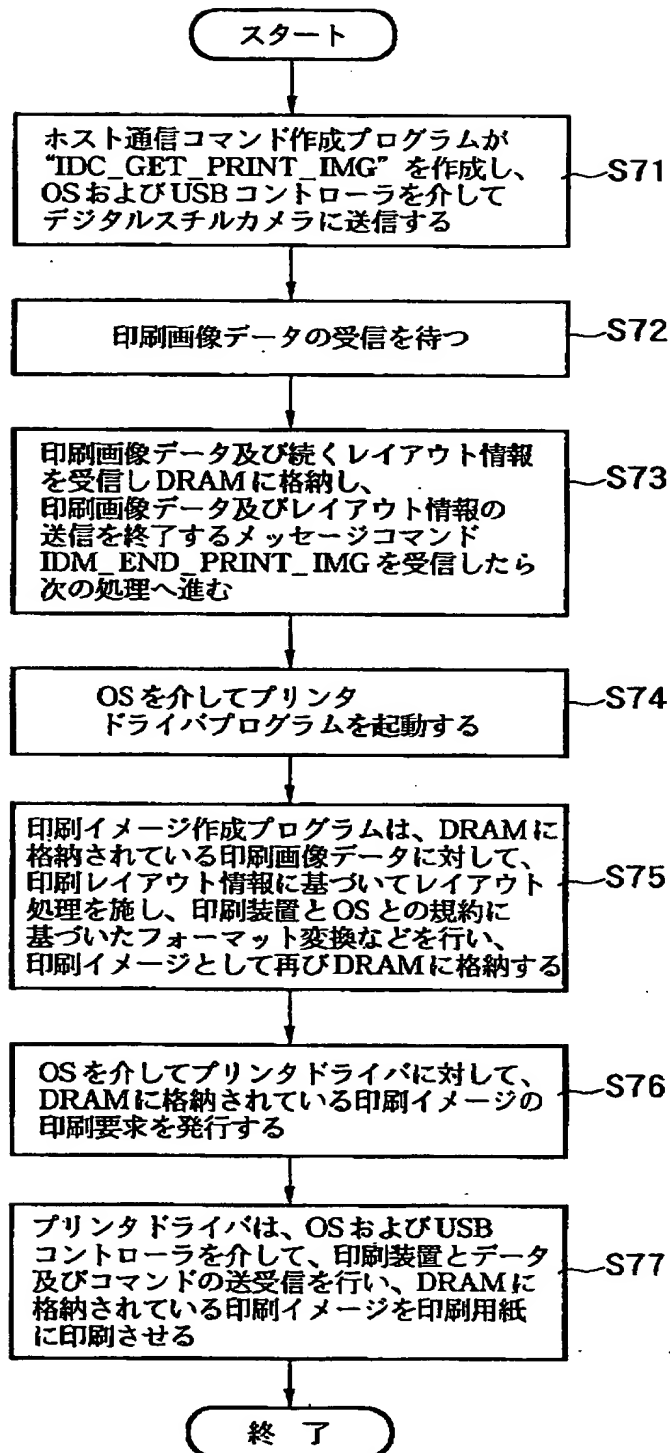 スタート
ホスト通信コマンド作成プログラムが
“IDC_GET_PRINT_IMG”を作成し、
OSおよびUSBコントローラを介して
デジタルスチルカメラに送信する
S71
印刷画像データの受信を待つ
S72
印刷画像データ及び続くレイアウト情報
を受信しDRAMに格納し、
印刷画像データ及びレイアウト情報の
送信を終了するメッセージコマンド
IDM_END_PRINT_IMGを受信したら
次の処理へ進む
S73
OSを介してプリンタ
ドライバプログラムを起動する
S74
印刷イメージ作成プログラムは、DRAMに
格納されている印刷画像データに対して、
印刷レイアウト情報に基づいてレイアウト
処理を施し、印刷装置とOSとの規約に
基づいたフォーマット変換などを行い、
印刷イメージとして再びDRAMに格納する
S75
OSを介してプリンタドライバに対して、
DRAMに格納されている印刷イメージの
印刷要求を発行する
S76
プリンタドライバは、OSおよびUSB
コントローラを介して、印刷装置とデータ
及びコマンドの送受信を行い、DRAMに
格納されている印刷イメージを印刷用紙
に印刷させる
S77
終 了